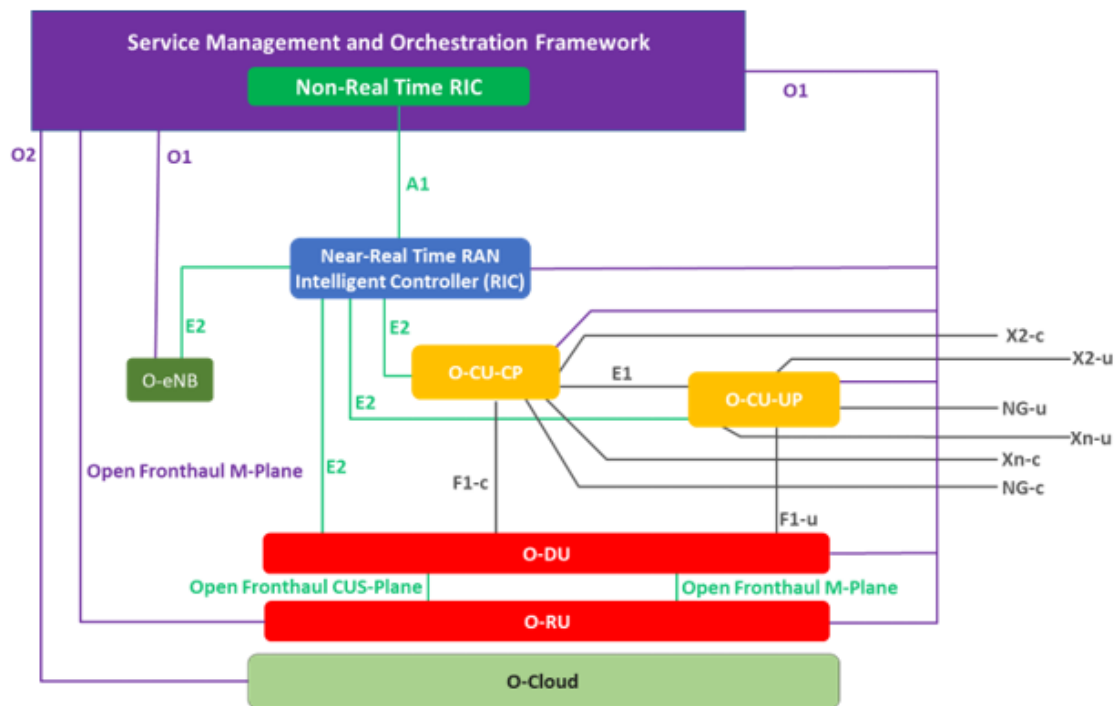 Service Management and Orchestration Framework
Non-Real Time RIC
O1
O2
O1
A1
Near-Real Time RAN
Intelligent Controller (RIC)
E2
E2
X2-c
X2-u
O-eNB
O-CU-CP
E1
O-CU-UP
E2
NG-u
Xn-u
Open Fronthaul M-Plane
E2
Xn-c
F1-c
NG-c
F1-u
O-DU
Open Fronthaul CUS-Plane
Open Fronthaul M-Plane
O-RU
O-Cloud